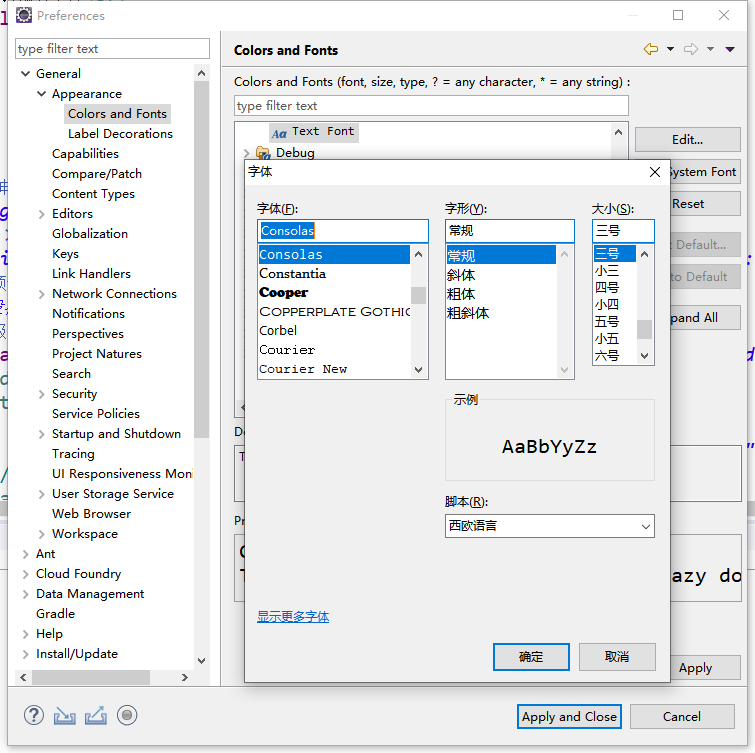 Preferences
type filter text
General
Appearance
Colors and Fonts
Label Decorations
Capabilities
Compare/Patch
Content Types
Editors
Globalization
Keys
Link Handlers
Network Connections
Notifications
Perspectives
Project Natures
Search
Security
Service Policies
Startup and Shutdown
Tracing
UI Responsiveness Moni
User Storage Service
Web Browser
Workspace
Ant
Cloud Foundry
Data Management
Gradle
Help
Install/Update
Colors and Fonts
Colors and Fonts (font, size, type, ? = any character, * = any string) :
type filter text
Aa Text Font
Debug
Edit...
System Font
Reset
Default...
to Default
pand All
字体
字体(F):
Consolas
Consolas
Constantia
Cooper
COPPERPLATE GOTHIC
Corbel
Courier
Courier New
字形(Y):
常规
常规
斜体
粗体
粗斜体
大小(S):
三号
三号
小三
四号
小四
五号
小五
六号
示例
AaBbYyZz
脚本(R):
西欧语言
显示更多字体
确定
取消
De
T
Pr
azy do
Apply
Apply and Close
Cancel